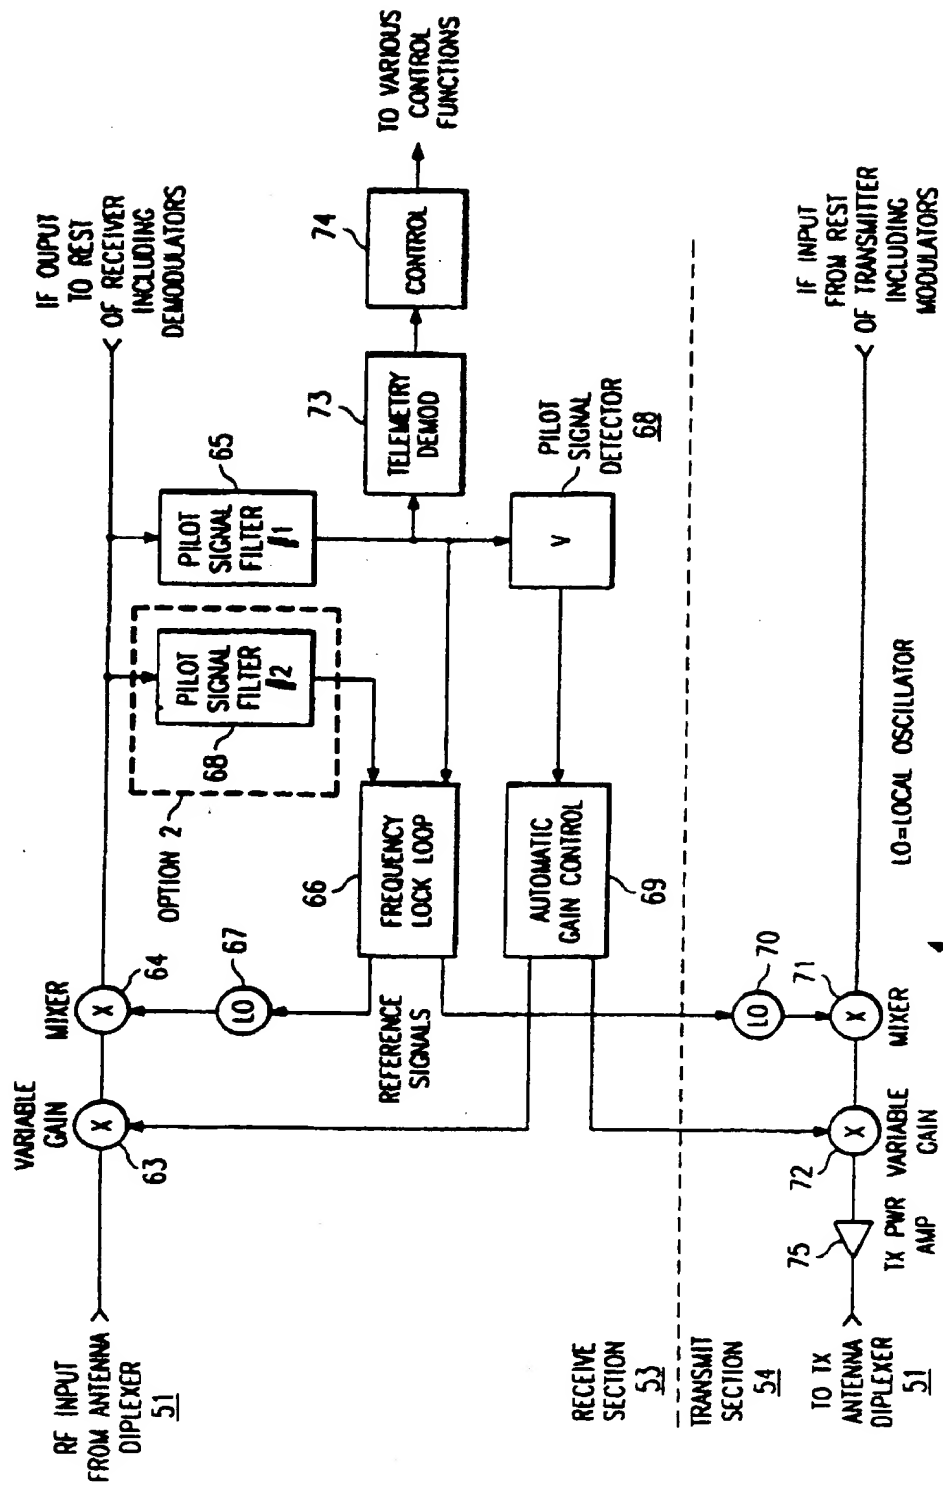 IF OUPUT
TO REST
OF RECEIVER
INCLUDING
DEMODULATORS
TO VARIOUS
CONTROL
FUNCTIONS
74
CONTROL
73
TELEMETRY
DEMOD
65
PILOT
SIGNAL
FILTER
#1
PILOT
SIGNAL
FILTER
#2
68
OPTION 2
PILOT
SIGNAL
DETECTOR
68
V
66
FREQUENCY
LOCK LOOP
AUTOMATIC
GAIN CONTROL
69
MIXER
X
64
67
LO
REFERENCE
SIGNALS
VARIABLE
GAIN
X
63
RF INPUT
FROM ANTENNA
DIPLEXER
51
RECEIVE
SECTION
53
TRANSMIT
SECTION
54
IF INPUT
FROM REST
OF TRANSMITTER
INCLUDING
MODULATORS
LO=LOCAL OSCILLATOR
LO
70
X
71
MIXER
X
72
VARIABLE
GAIN
75
TX PWR
AMP
TO TX
ANTENNA
DIPLEXER
51